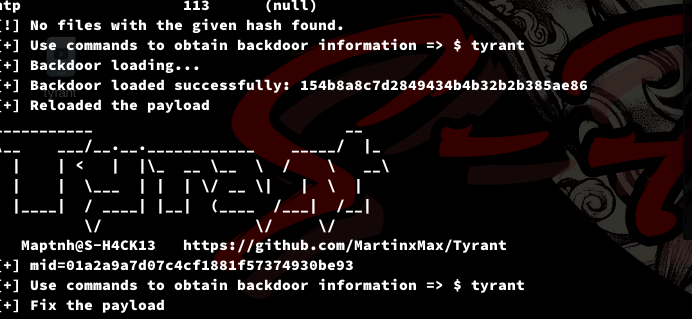 ntp 113 (null)
[!] No files with the given hash found.
[+] Use commands to obtain backdoor information => $ tyrant
[+] Backdoor loading...
[+] Backdoor loaded successfully: 154b8a8c7d2849434b4b32b2b385ae86
[+] Reloaded the payload
Maptnh@S-H4CK13 https://github.com/MartinxMax/Tyrant
[+] mid=01a2a9a7d07c4cf1881f57374930be93
[+] Use commands to obtain backdoor information => $ tyrant
[+] Fix the payload